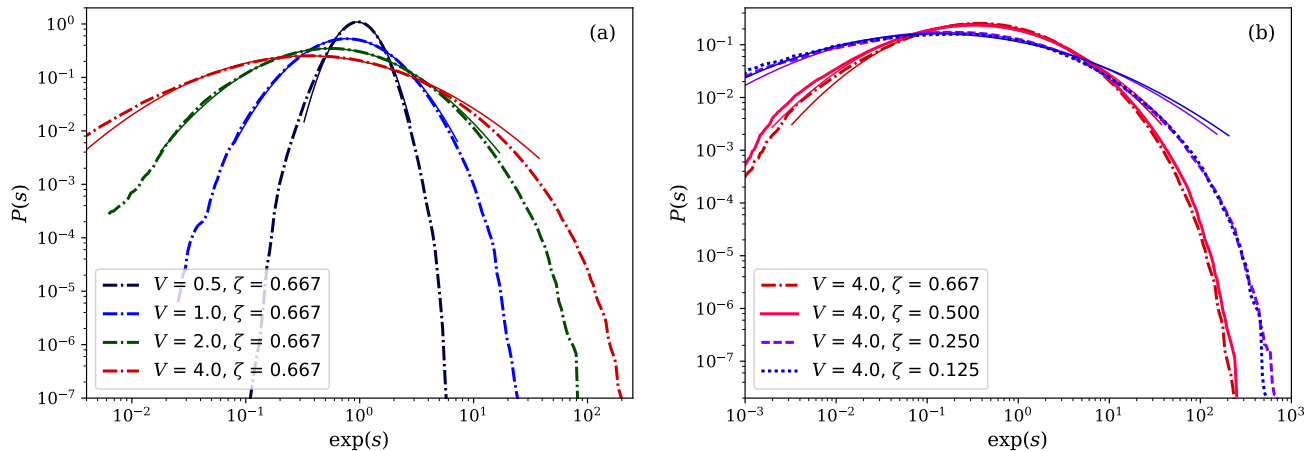 (a)
10^0
10^−1
10^−2
10^−3
10^−4
10^−5
10^−6
10^−7
P(s)
V = 0.5, ζ = 0.667
V = 1.0, ζ = 0.667
V = 2.0, ζ = 0.667
V = 4.0, ζ = 0.667
10^−2 10^−1 10^0 10^1 10^2
exp(s)
(b)
10^−1
10^−2
10^−3
10^−4
10^−5
10^−6
10^−7
P(s)
V = 4.0, ζ = 0.667
V = 4.0, ζ = 0.500
V = 4.0, ζ = 0.250
V = 4.0, ζ = 0.125
10^−3 10^−2 10^−1 10^0 10^1 10^2 10^3
exp(s)